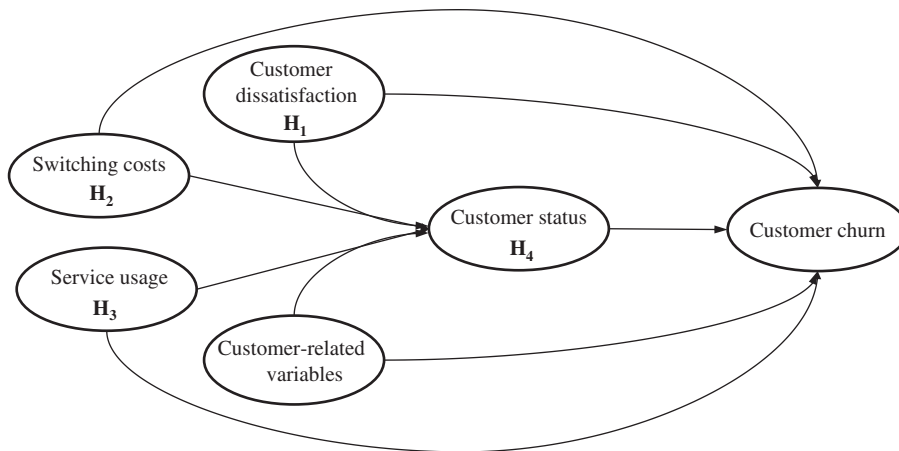 Customer
dissatisfaction
H₁
Switching costs
H₂
Customer status
H₄
Customer churn
Service usage
H₃
Customer-related
variables